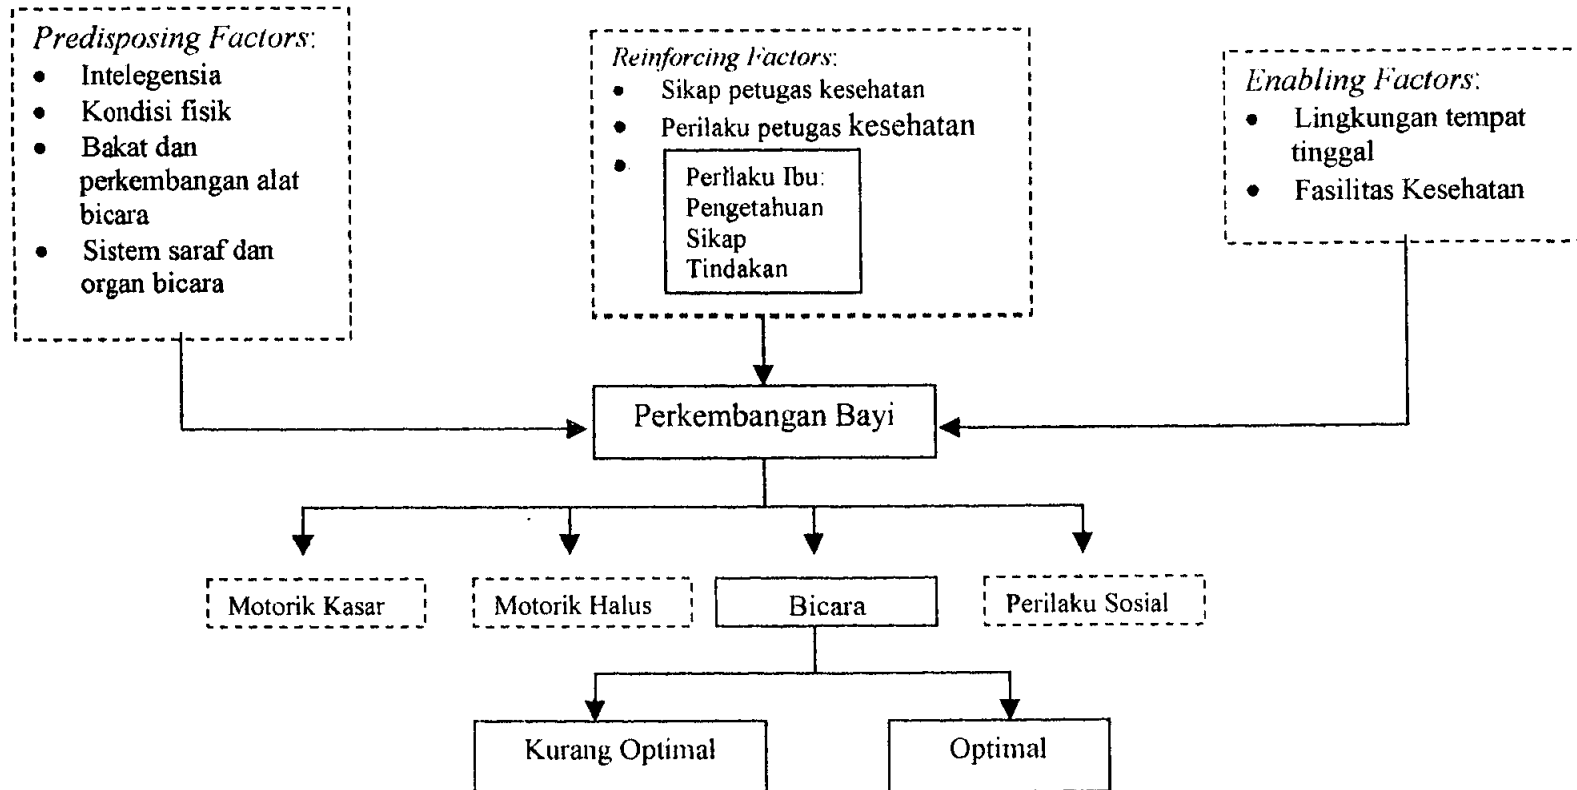 Predisposing Factors:
• Intelegensia
• Kondisi fisik
• Bakat dan
perkembangan alat
bicara
• Sistem saraf dan
organ bicara
Reinforcing Factors:
• Sikap petugas kesehatan
• Perilaku petugas kesehatan
•
Perilaku Ibu:
Pengetahuan
Sikap
Tindakan
Enabling Factors:
• Lingkungan tempat
tinggal
• Fasilitas Kesehatan
Perkembangan Bayi
Motorik Kasar
Motorik Halus
Bicara
Perilaku Sosial
Kurang Optimal
Optimal